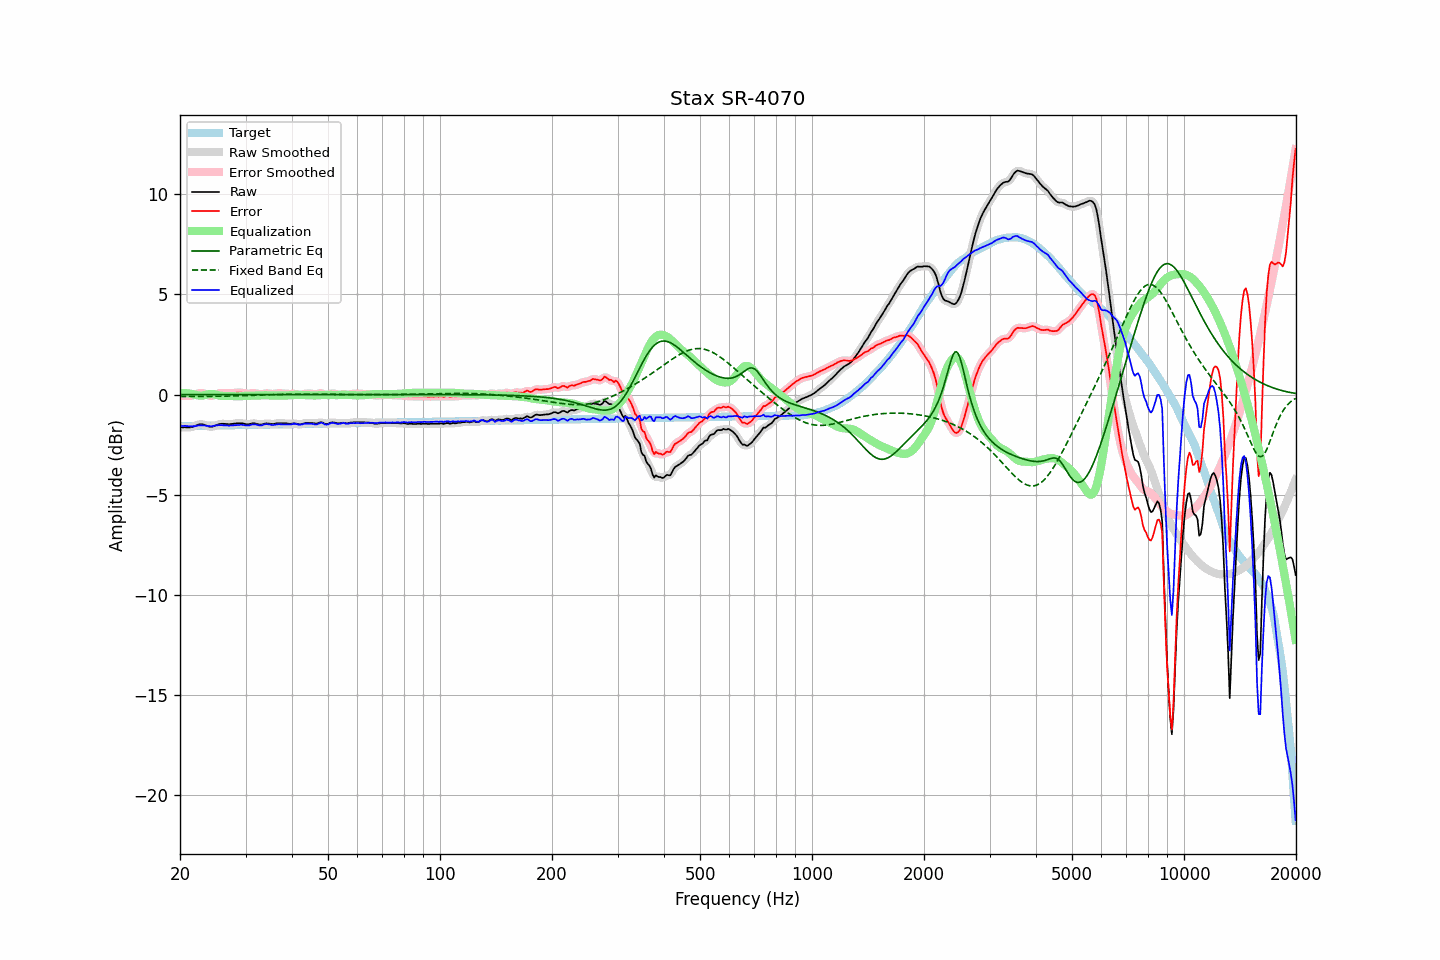 Stax SR-4070
Target
Raw Smoothed
Error Smoothed
Raw
Error
Equalization
Parametric Eq
Fixed Band Eq
Equalized
Amplitude (dBr)
10
5
0
−5
−10
−15
−20
20 50 100 200 500 1000 2000 5000 10000 20000
Frequency (Hz)